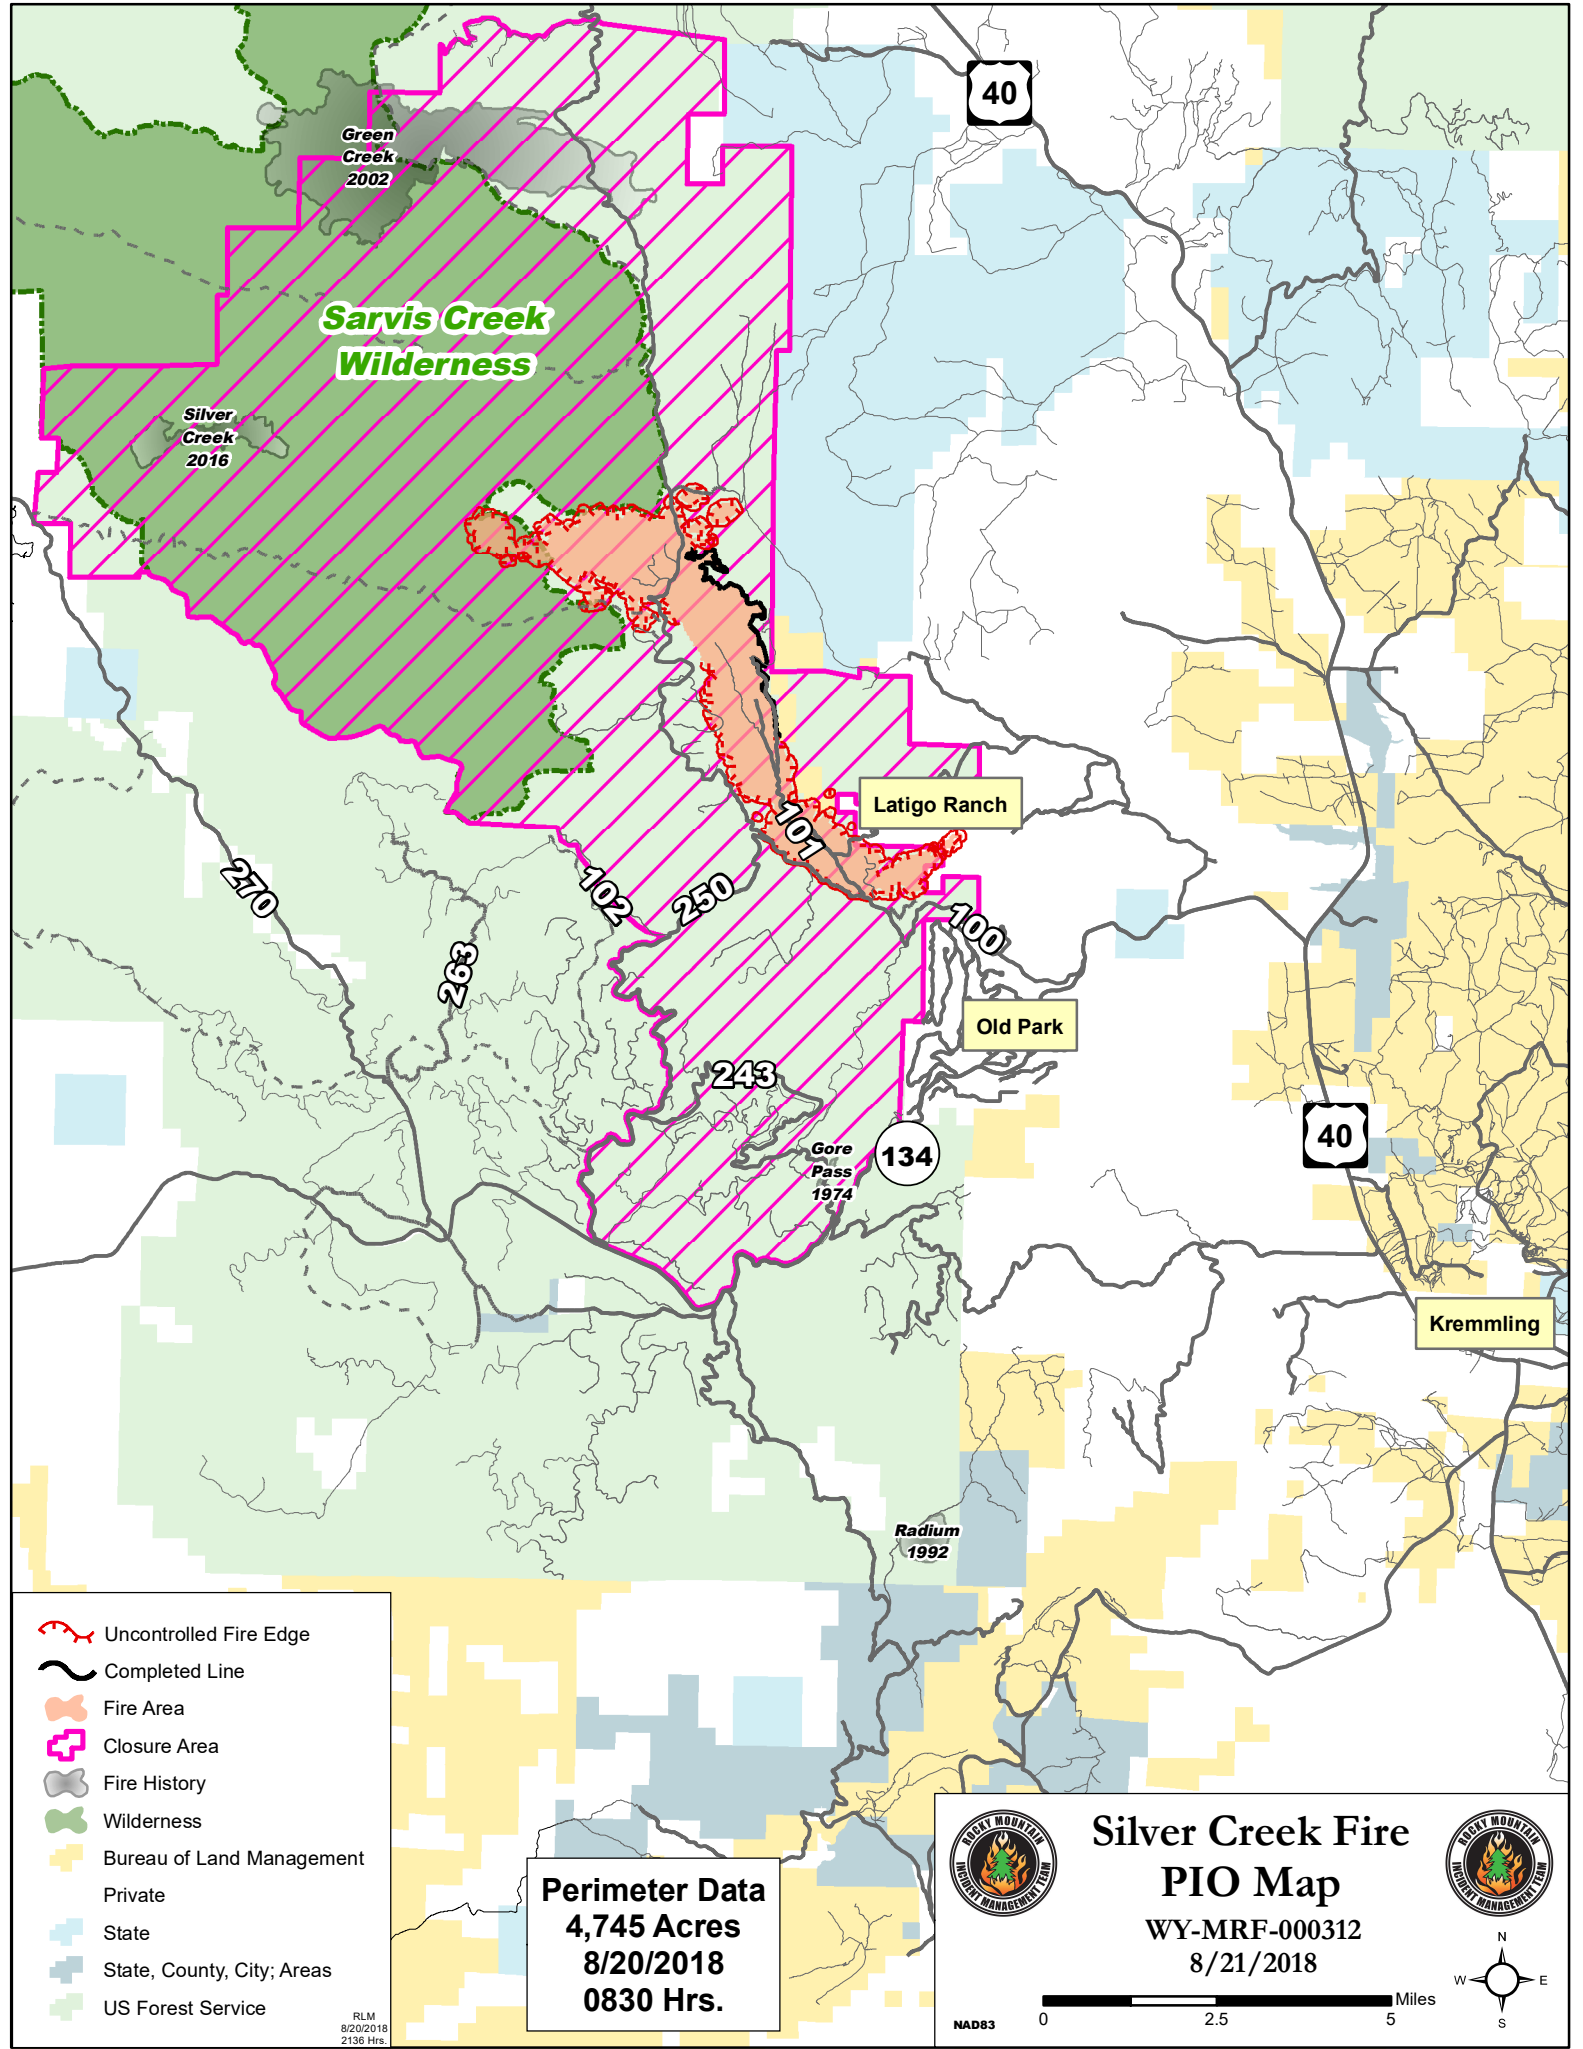 40
Green
Creek
2002
Sarvis Creek
Wilderness
Silver
Creek
2016
Latigo Ranch
101
270
102
250
100
263
Old Park
243
40
Gore
Pass
1974
134
Kremmling
Radium
1992
Uncontrolled Fire Edge
Completed Line
Fire Area
Closure Area
Fire History
Wilderness
Bureau of Land Management
Private
State
State, County, City; Areas
US Forest Service
RLM
8/20/2018
2136 Hrs.
Perimeter Data
4,745 Acres
8/20/2018
0830 Hrs.
ROCKY MOUNTAIN
INCIDENT MANAGEMENT TEAM
Silver Creek Fire
PIO Map
WY-MRF-000312
8/21/2018
ROCKY MOUNTAIN
INCIDENT MANAGEMENT TEAM
N
W E
S
Miles
NAD83
0 2.5 5